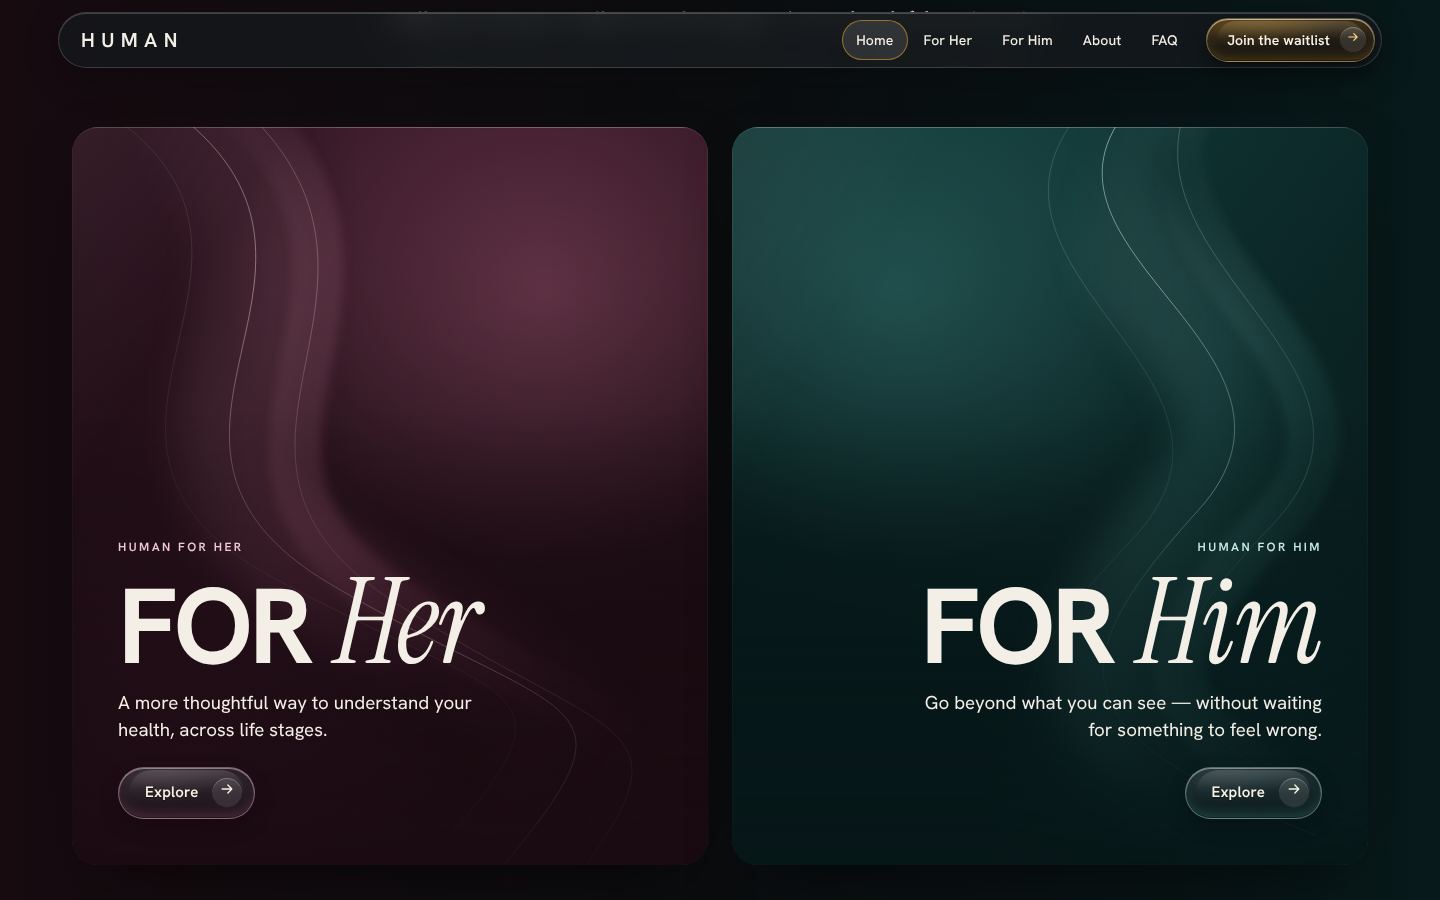 HUMAN
Home
For Her
For Him
About
FAQ
Join the waitlist
HUMAN FOR HER
FOR Her
A more thoughtful way to understand your
health, across life stages.
Explore
HUMAN FOR HIM
FOR Him
Go beyond what you can see — without waiting
for something to feel wrong.
Explore